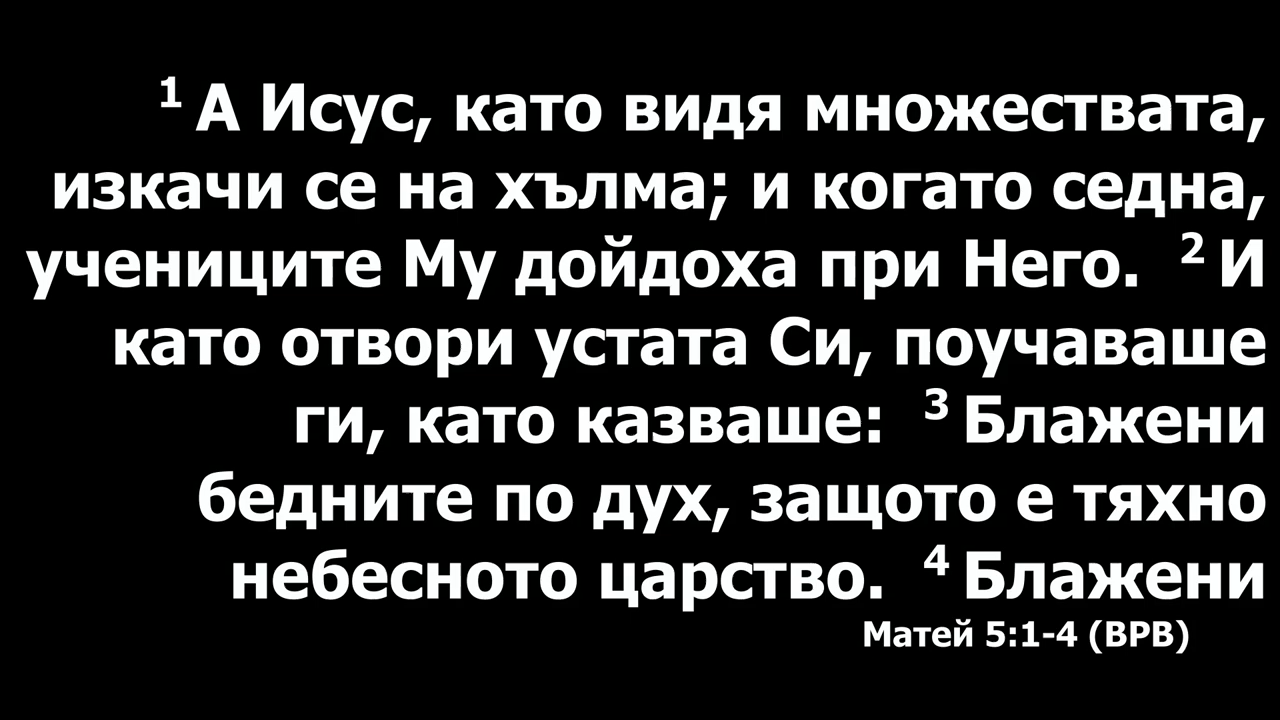 ¹ А Исус, като видя множествата,
изкачи се на хълма; и когато седна,
учениците Му дойдоха при Него. ² И
като отвори устата Си, поучаваше
ги, като казваше: ³ Блажени
бедните по дух, защото е тяхно
небесното царство. ⁴ Блажени
Матей 5:1-4 (ВРВ)